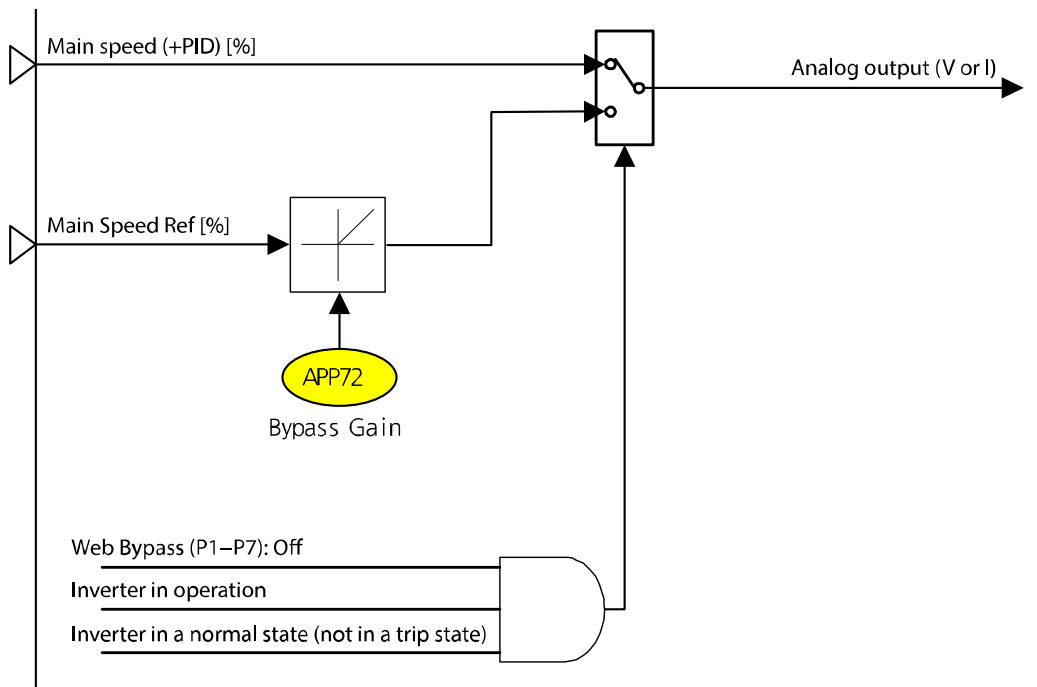 Main speed (+PID) [%]
Analog output (V or I)
Main Speed Ref [%]
APP72
Bypass Gain
Web Bypass (P1–P7): Off
Inverter in operation
Inverter in a normal state (not in a trip state)